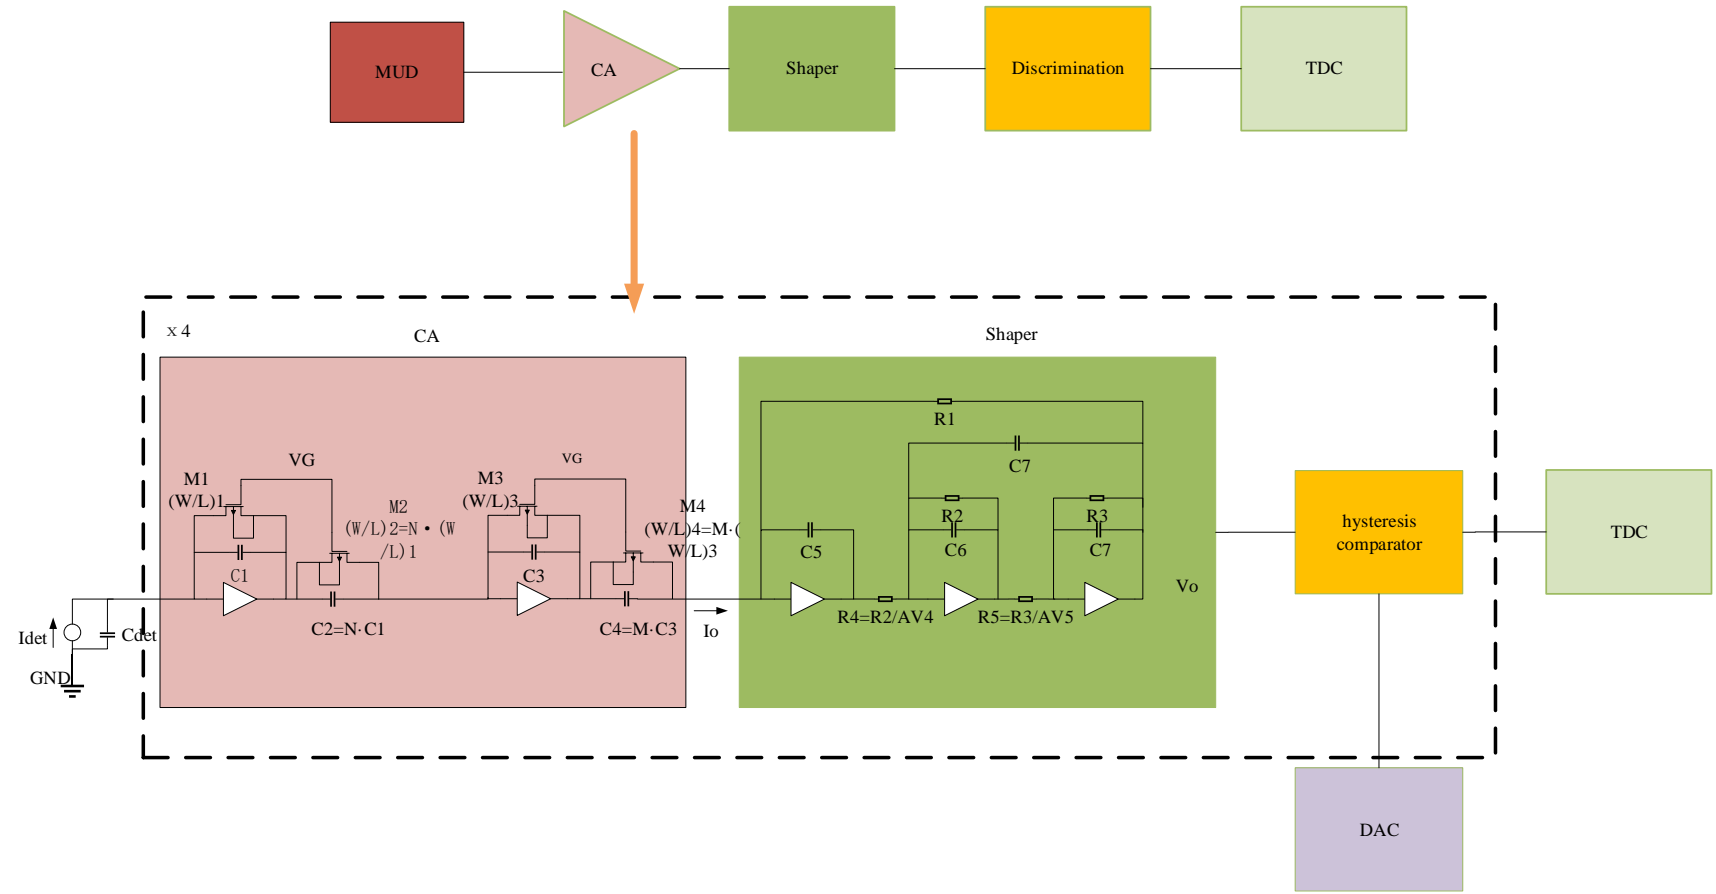 MUD
CA
Shaper
Discrimination
TDC
x 4
CA
Shaper
M1
(W/L)1
VG
M2
(W/L)2=N·(W
/L)1
C1
C2=N·C1
M3
(W/L)3
VG
M4
(W/L)4=M·(
W/L)3
C3
C4=M·C3
Idet
Cdet
GND
Io
R1
C7
R2
C6
R3
C7
C5
R4=R2/AV4
R5=R3/AV5
Vo
hysteresis
comparator
TDC
DAC